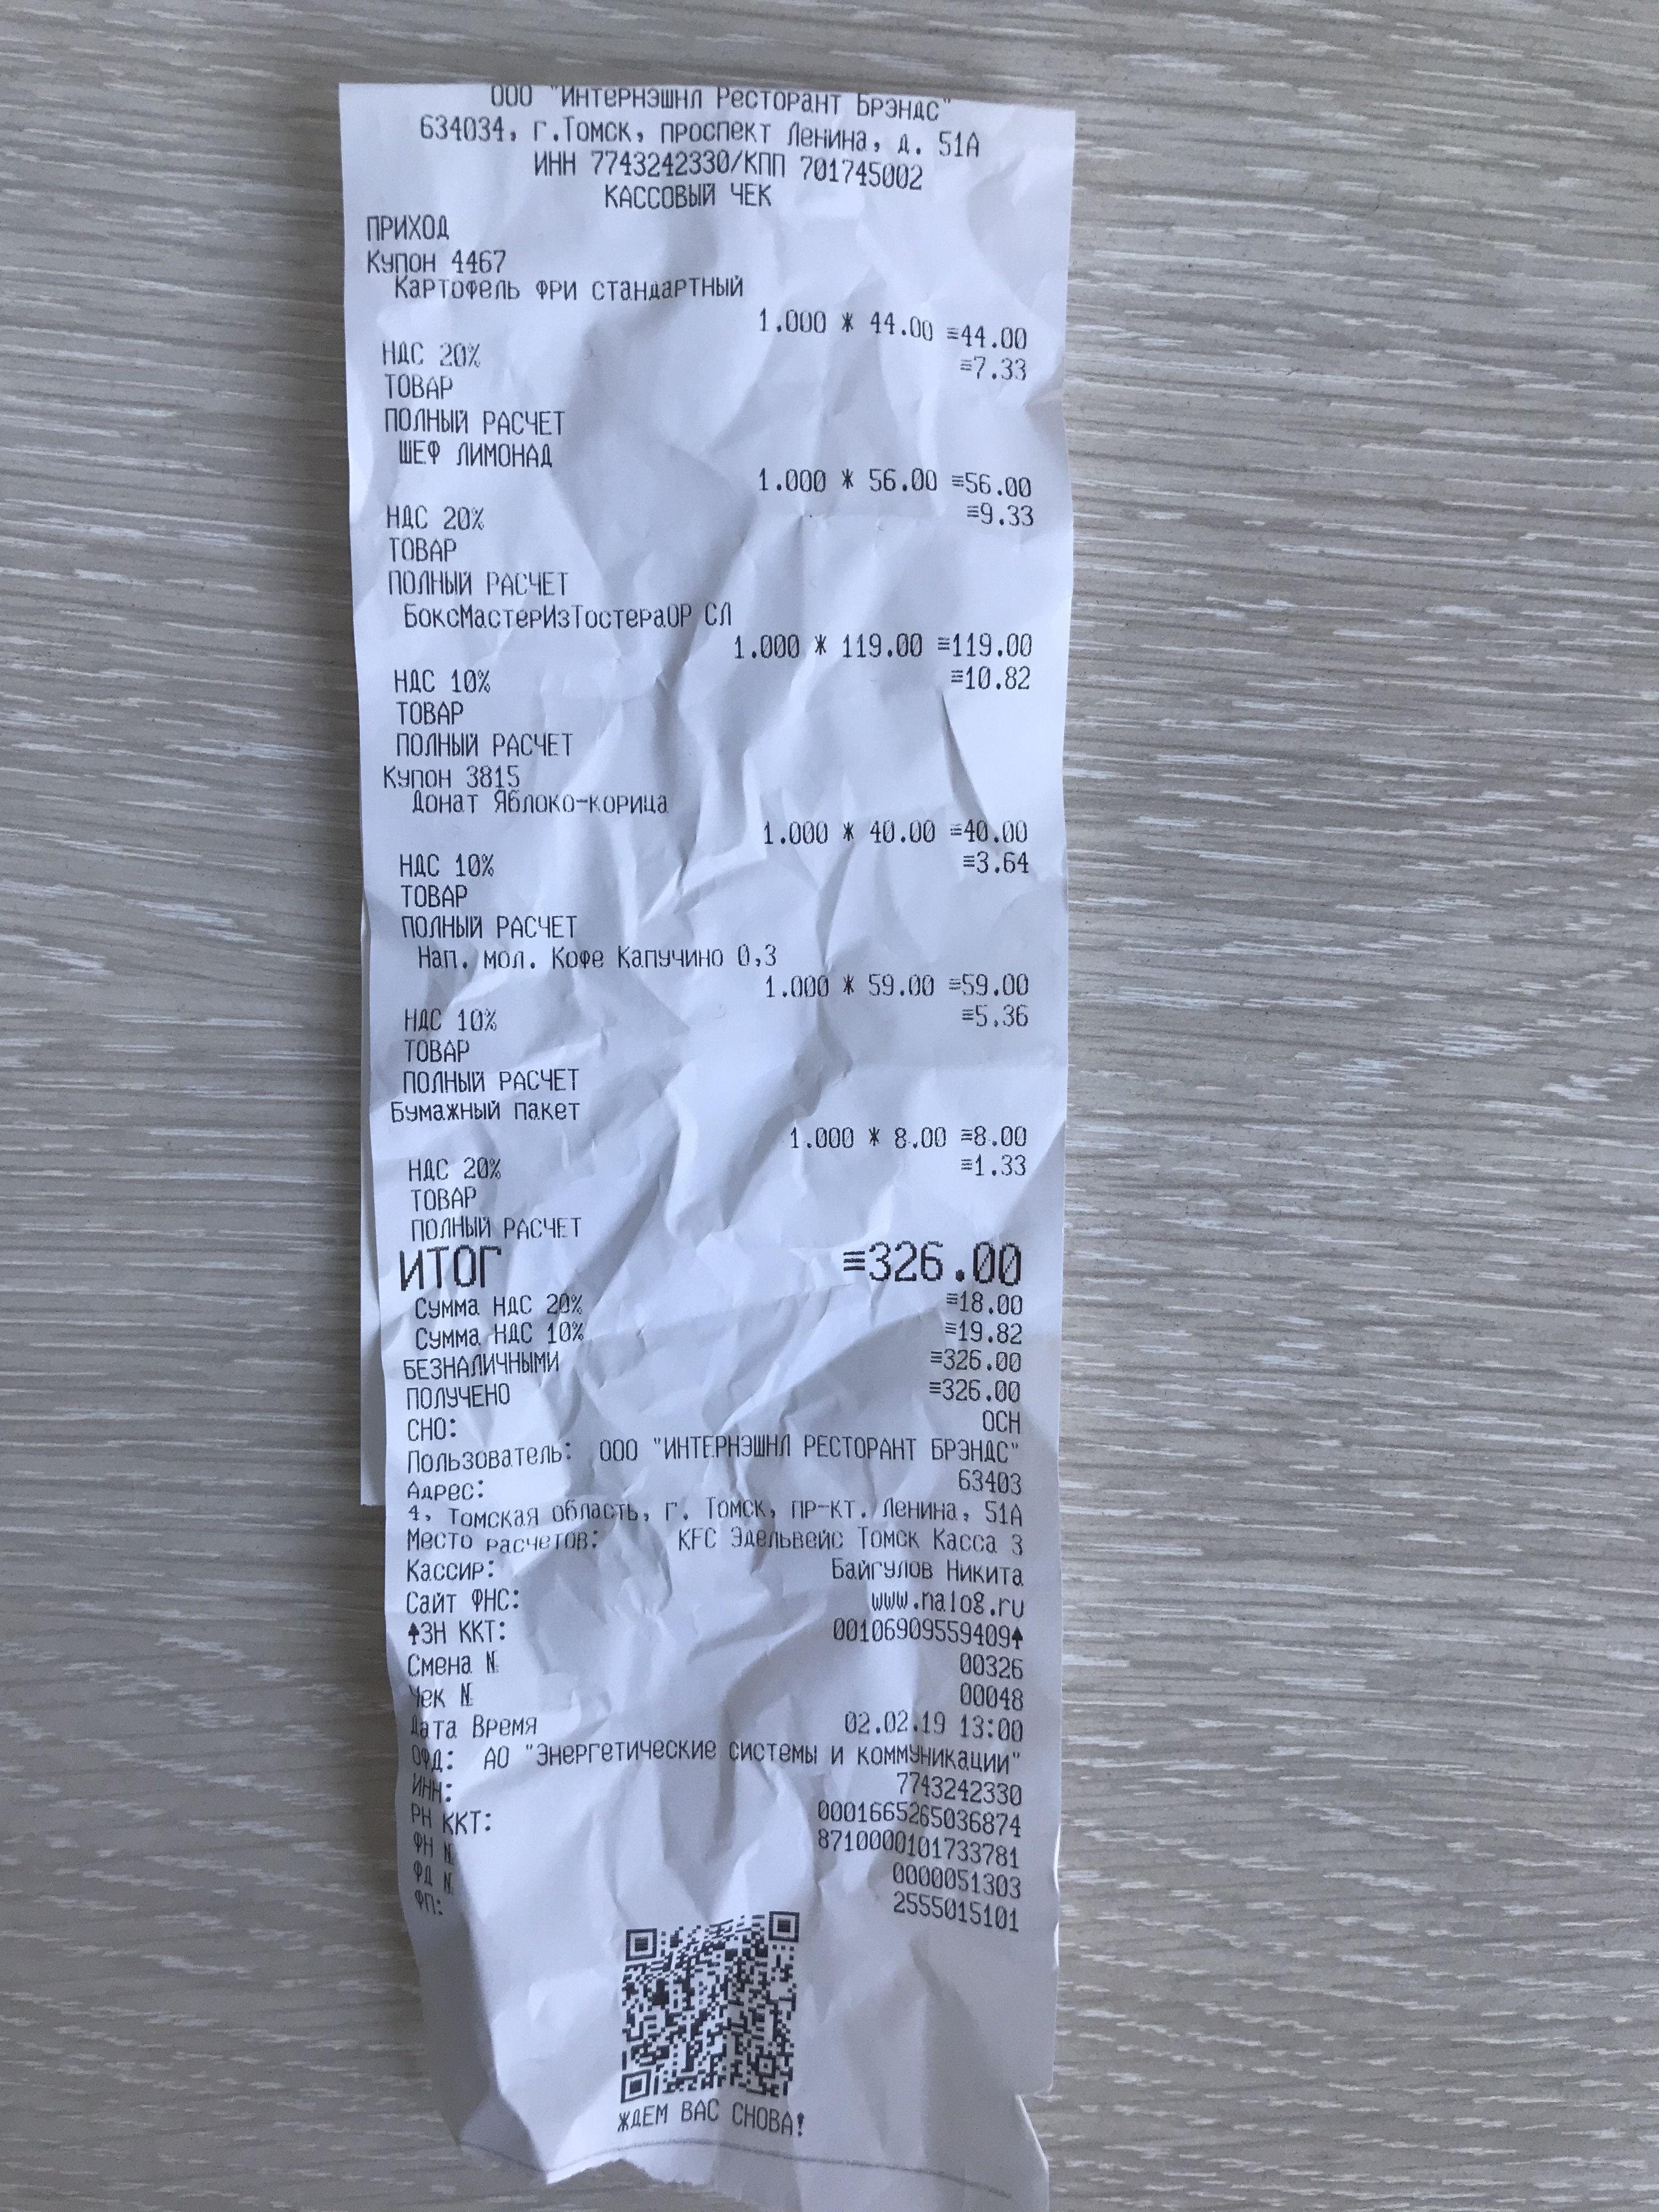 ООО "Интернэшнл Ресторант Брэндс"
634034, г.Томск, проспект Ленина, д. 51А
ИНН 7743242330/КПП 701745002
КАССОВЫЙ ЧЕК
ПРИХОД
Купон 4467
Картофель фри стандартный
1.000 * 44.00 ≡44.00
НДС 20% ≡7.33
ТОВАР
ПОЛНЫЙ РАСЧЕТ
ШЕФ ЛИМОНАД
1.000 * 56.00 ≡56.00
НДС 20% ≡9.33
ТОВАР
ПОЛНЫЙ РАСЧЕТ
БоксМастерИзТостераОР СЛ
1.000 * 119.00 ≡119.00
НДС 10% ≡10.82
ТОВАР
ПОЛНЫЙ РАСЧЕТ
Купон 3815
Донат Яблоко-корица
1.000 * 40.00 ≡40.00
НДС 10% ≡3.64
ТОВАР
ПОЛНЫЙ РАСЧЕТ
Нап. мол. Кофе Капучино 0,3
1.000 * 59.00 ≡59.00
НДС 10% ≡5.36
ТОВАР
ПОЛНЫЙ РАСЧЕТ
Бумажный пакет
1.000 * 8.00 ≡8.00
НДС 20% ≡1.33
ТОВАР
ПОЛНЫЙ РАСЧЕТ
ИТОГ ≡326.00
Сумма НДС 20% ≡18.00
Сумма НДС 10% ≡19.82
БЕЗНАЛИЧНЫМИ ≡326.00
ПОЛУЧЕНО ≡326.00
СНО: ОСН
Пользователь: ООО "ИНТЕРНЭШНЛ РЕСТОРАНТ БРЭНДС"
Адрес: 63403
4, Томская область, г. Томск, пр-кт. Ленина, 51А
Место расчетов: KFC Эдельвейс Томск Касса 3
Кассир: Байгулов Никита
Сайт ФНС: www.nalog.ru
↑ЗН ККТ: 00106909559409↑
Смена № 00326
Чек № 00048
Дата Время 02.02.19 13:00
ОФД: АО "Энергетические системы и коммуникации"
ИНН: 7743242330
РН ККТ: 0001665265036874
ФН № 8710000101733781
ФД № 0000051303
ФП: 2555015101
ЖДЕМ ВАС СНОВА!